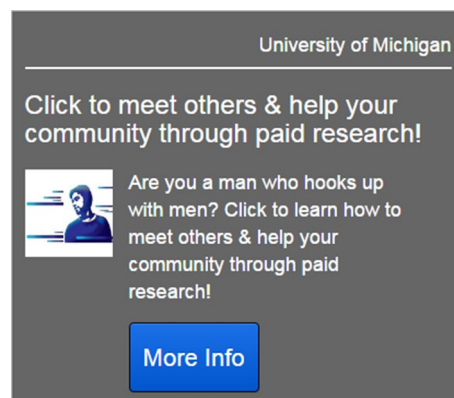 University of Michigan
Click to meet others & help your
community through paid research!
Are you a man who hooks up
with men? Click to learn how to
meet others & help your
community through paid
research!
More Info